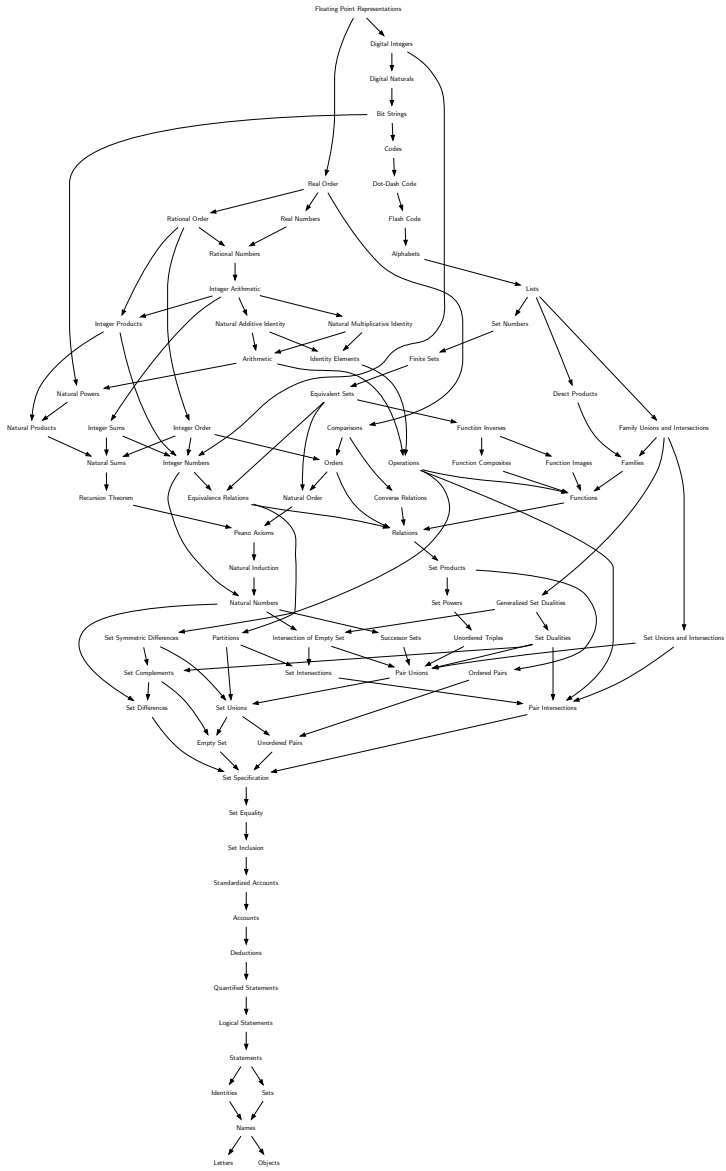 Floating Point Representations
Digital Integers
Digital Naturals
Bit Strings
Codes
Real Order
Dot-Dash Code
Rational Order
Real Numbers
Flash Code
Rational Numbers
Alphabets
Integer Arithmetic
Lists
Integer Products
Natural Additive Identity
Natural Multiplicative Identity
Set Numbers
Arithmetic
Identity Elements
Finite Sets
Natural Powers
Equivalent Sets
Direct Products
Natural Products
Integer Sums
Integer Order
Comparisons
Function Inverses
Family Unions and Intersections
Natural Sums
Integer Numbers
Orders
Operations
Function Composites
Function Images
Families
Recursion Theorem
Equivalence Relations
Natural Order
Converse Relations
Functions
Peano Axioms
Relations
Natural Induction
Set Products
Natural Numbers
Set Powers
Generalized Set Dualities
Set Symmetric Differences
Partitions
Intersection of Empty Set
Successor Sets
Unordered Triples
Set Dualities
Set Unions and Intersections
Set Complements
Set Intersections
Pair Unions
Ordered Pairs
Set Differences
Set Unions
Pair Intersections
Empty Set
Unordered Pairs
Set Specification
Set Equality
Set Inclusion
Standardized Accounts
Accounts
Deductions
Quantified Statements
Logical Statements
Statements
Identities
Sets
Names
Letters
Objects